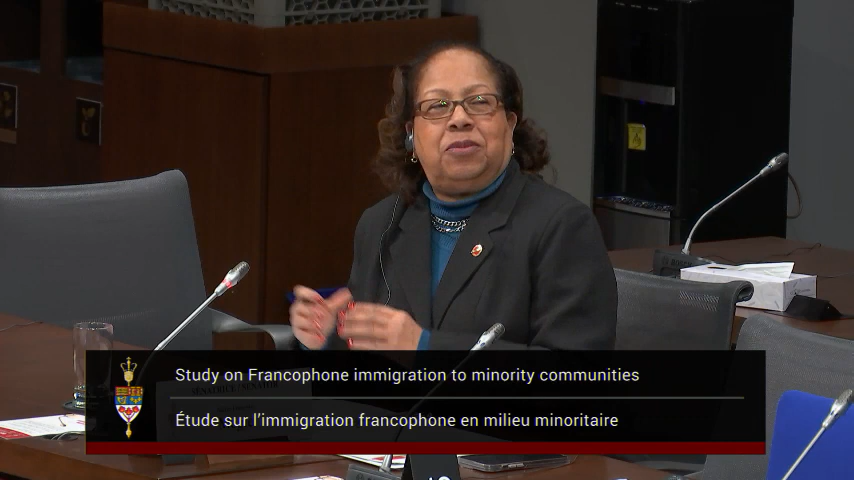 Study on Francophone immigration to minority communities
Étude sur l'immigration francophone en milieu minoritaire